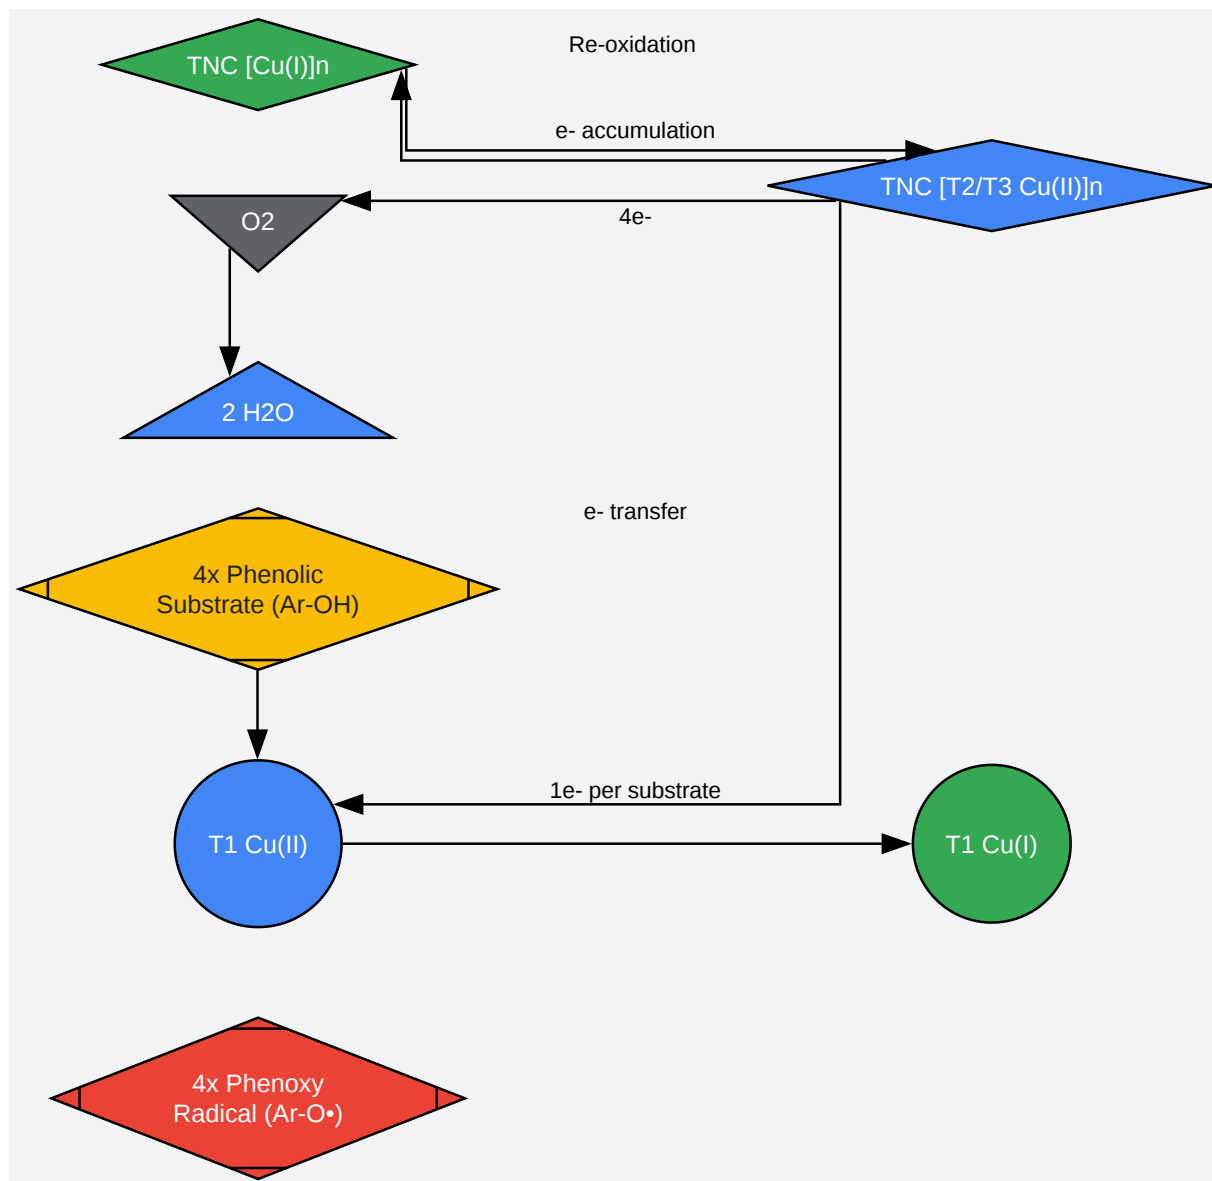 Re-oxidation
TNC [Cu(I)]n
e- accumulation
TNC [T2/T3 Cu(II)]n
O2
4e-
2 H2O
e- transfer
4x Phenolic
Substrate (Ar-OH)
1e- per substrate
T1 Cu(II)
T1 Cu(I)
4x Phenoxy
Radical (Ar-O•)